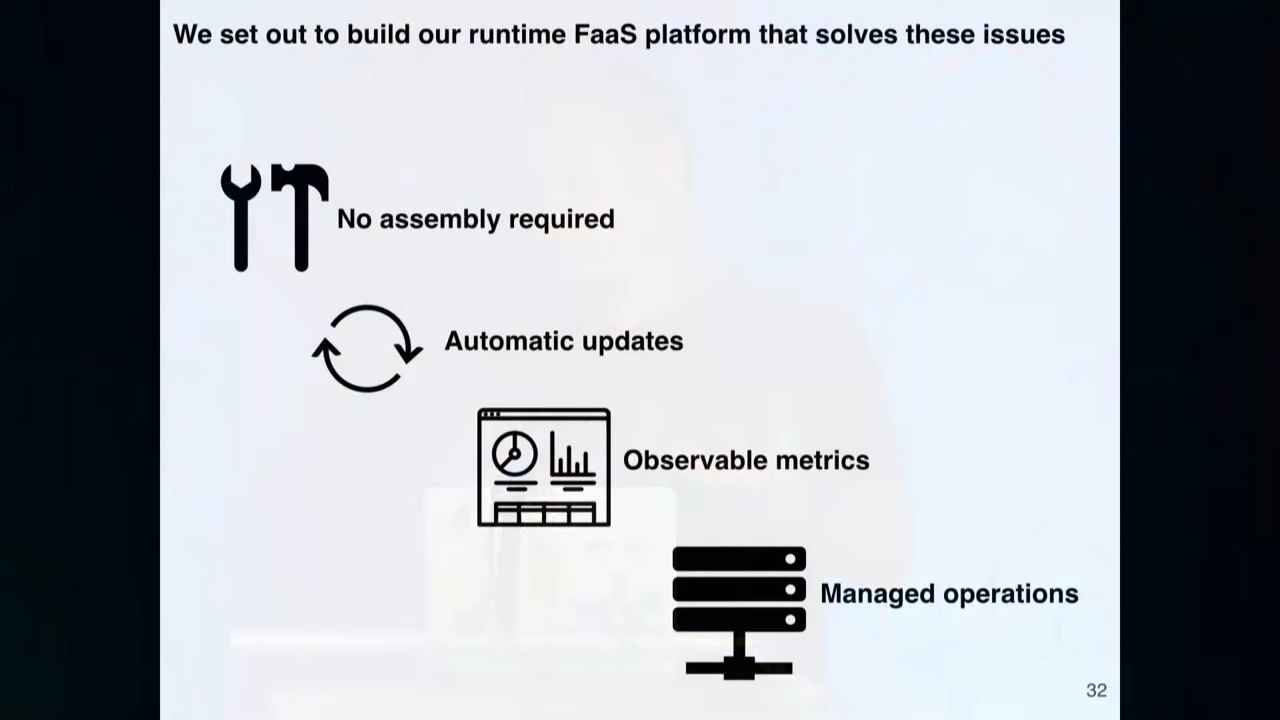 We set out to build our runtime FaaS platform that solves these issues
No assembly required
Automatic updates
Observable metrics
Managed operations
32